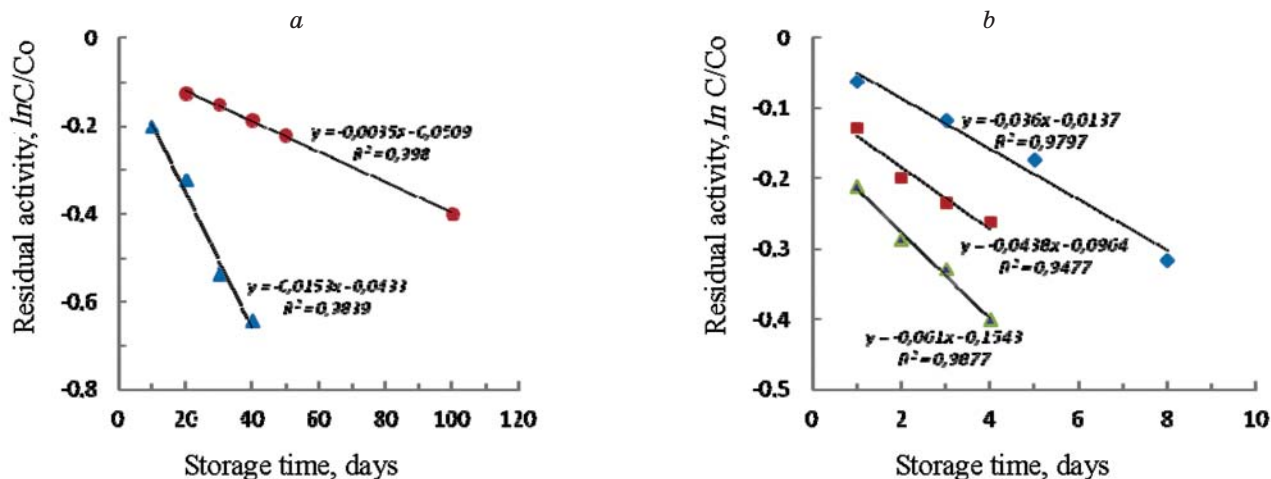 a
Residual activity, lnC/Co
0
-0.2
-0.4
-0.6
-0.8
0 20 40 60 80 100 120
y = -0,0035x - 0,0509
R² = 0,998
y = -0,0153x - 0,0433
R² = 0,9839
Storage time, days
b
Residual activity, ln C/Co
0
-0.1
-0.2
-0.3
-0.4
-0.5
0 2 4 6 8 10
y = -0,036x - 0,0137
R² = 0,9797
y = -0,0438x - 0,0964
R² = 0,9477
y = -0,061x - 0,1543
R² = 0,9877
Storage time, days